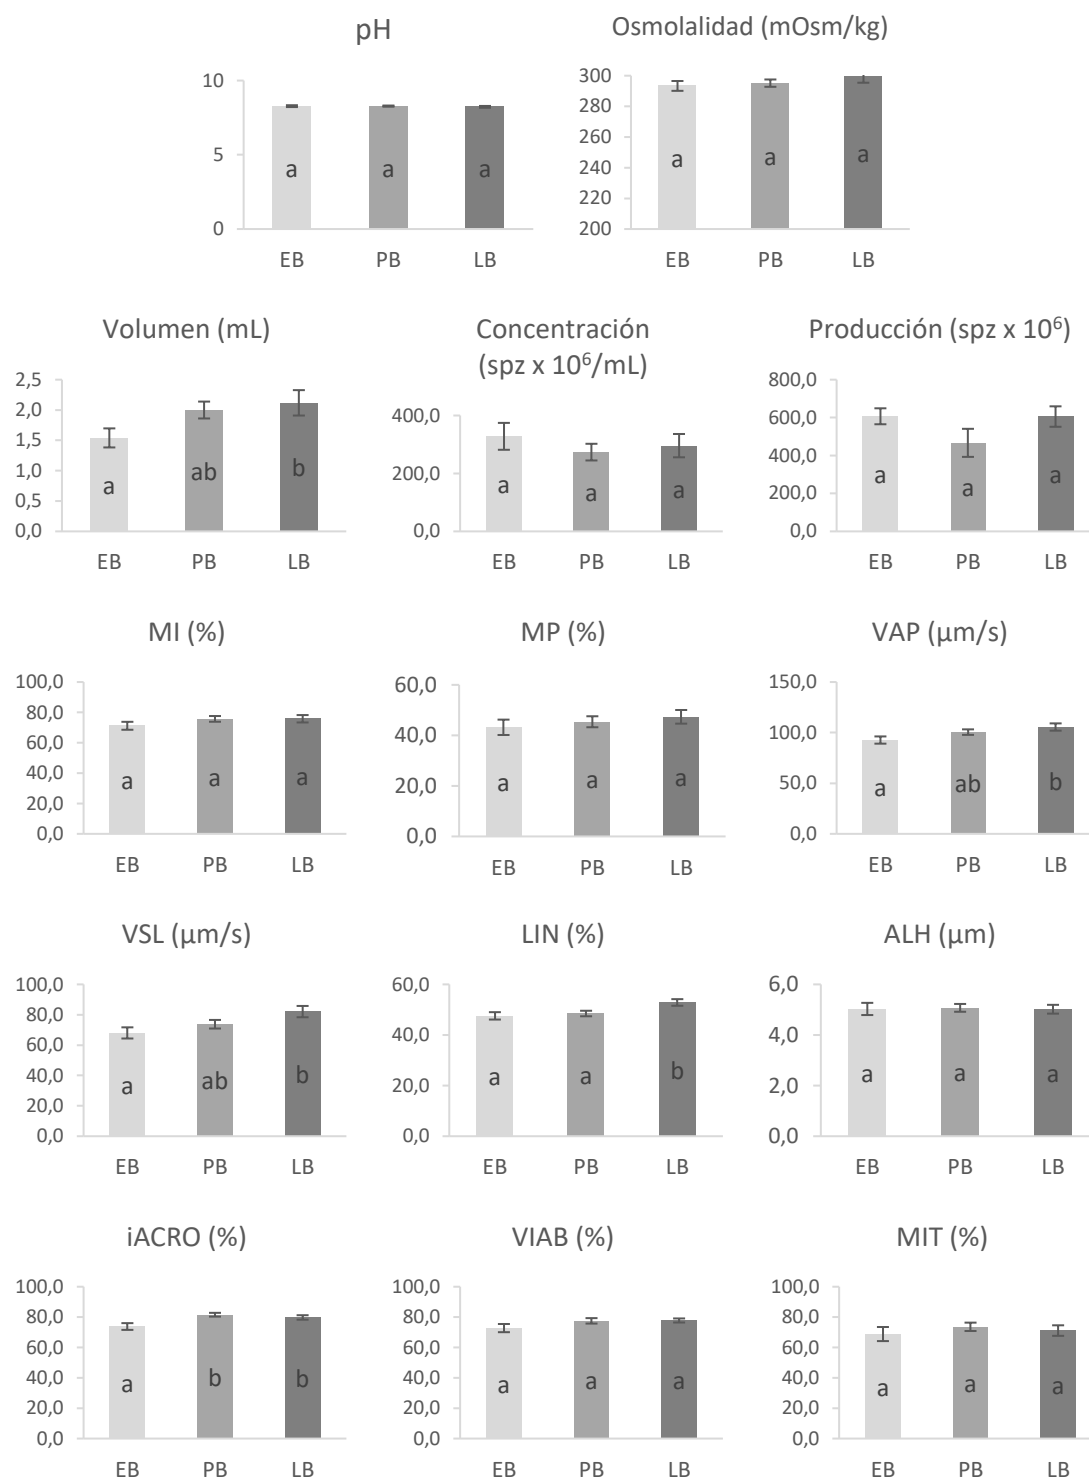 pH
Osmolalidad (mOsm/kg)
10
5
0
a
a
a
EB PB LB
300
280
260
240
220
200
a
a
a
EB PB LB
Volumen (mL)
2,5
2,0
1,5
1,0
0,5
0,0
a
ab
b
EB PB LB
Concentración
(spz x 10⁶/mL)
400,0
200,0
0,0
a
a
a
EB PB LB
Producción (spz x 10⁶)
800,0
600,0
400,0
200,0
0,0
a
a
a
EB PB LB
MI (%)
100,0
80,0
60,0
40,0
20,0
0,0
a
a
a
EB PB LB
MP (%)
60,0
40,0
20,0
0,0
a
a
a
EB PB LB
VAP (µm/s)
150,0
100,0
50,0
0,0
a
ab
b
EB PB LB
VSL (µm/s)
100,0
80,0
60,0
40,0
20,0
0,0
a
ab
b
EB PB LB
LIN (%)
60,0
40,0
20,0
0,0
a
a
b
EB PB LB
ALH (µm)
6,0
4,0
2,0
0,0
a
a
a
EB PB LB
iACRO (%)
100,0
80,0
60,0
40,0
20,0
0,0
a
b
b
EB PB LB
VIAB (%)
100,0
80,0
60,0
40,0
20,0
0,0
a
a
a
EB PB LB
MIT (%)
100,0
80,0
60,0
40,0
20,0
0,0
a
a
a
EB PB LB